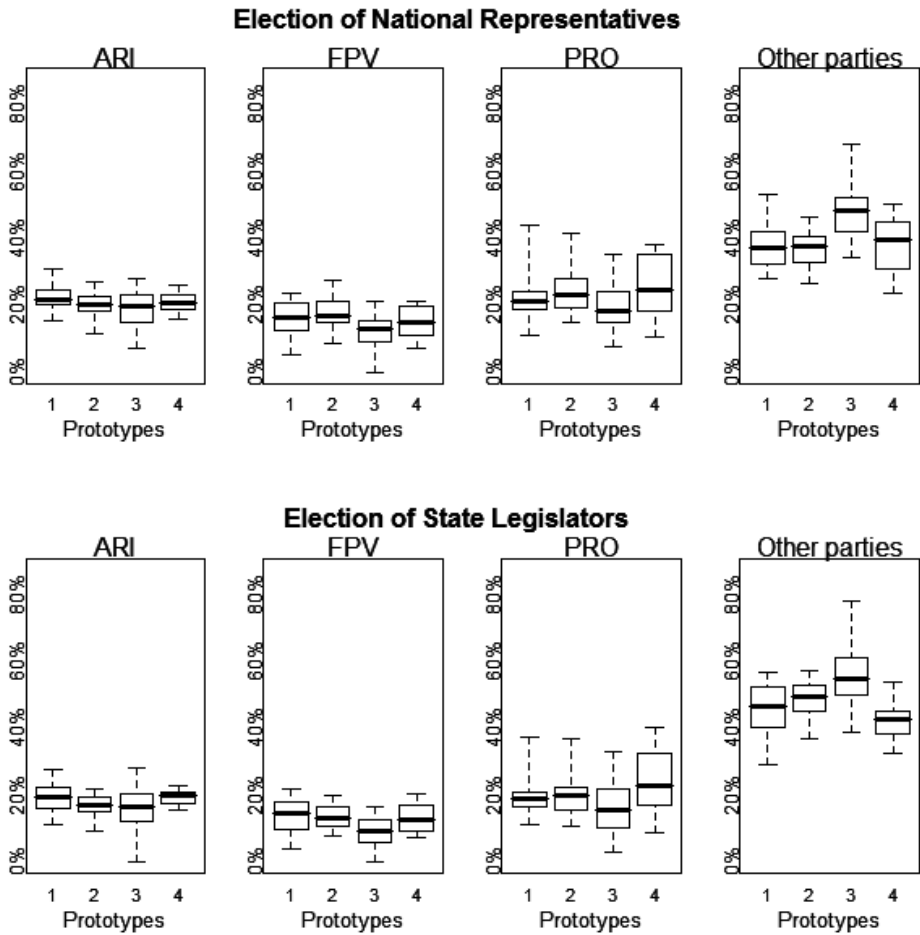 Election of National Representatives
ARI FPV PRO Other parties
80% 80% 80% 80%
60% 60% 60% 60%
40% 40% 40% 40%
20% 20% 20% 20%
0% 0% 0% 0%
1 2 3 4 1 2 3 4 1 2 3 4 1 2 3 4
Prototypes Prototypes Prototypes Prototypes
Election of State Legislators
ARI FPV PRO Other parties
80% 80% 80% 80%
60% 60% 60% 60%
40% 40% 40% 40%
20% 20% 20% 20%
0% 0% 0% 0%
1 2 3 4 1 2 3 4 1 2 3 4 1 2 3 4
Prototypes Prototypes Prototypes Prototypes